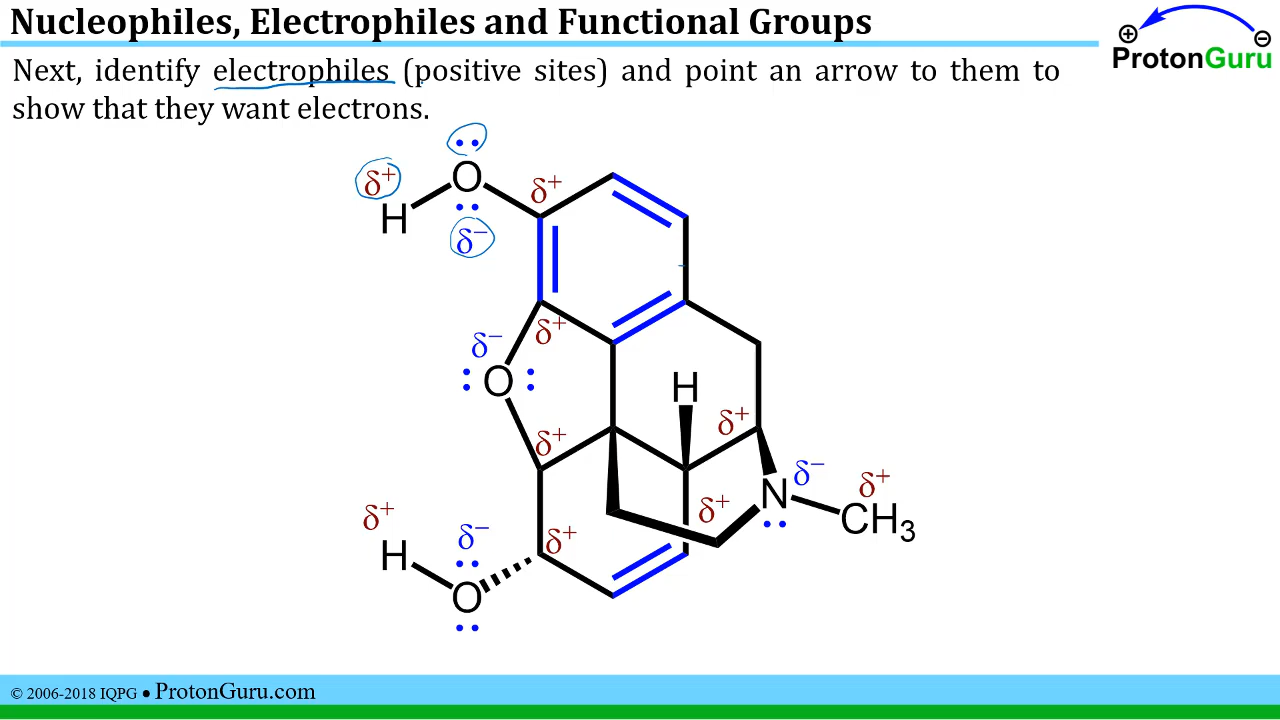 Nucleophiles, Electrophiles and Functional Groups
⊕ ⊖
ProtonGuru
Next, identify electrophiles (positive sites) and point an arrow to them to
show that they want electrons.
δ+ O δ+
H
δ−
δ− δ+
O H
δ+ δ+
δ− δ+
N
δ+ δ+ CH3
δ− δ+
H
O
© 2006-2018 IQPG ● ProtonGuru.com